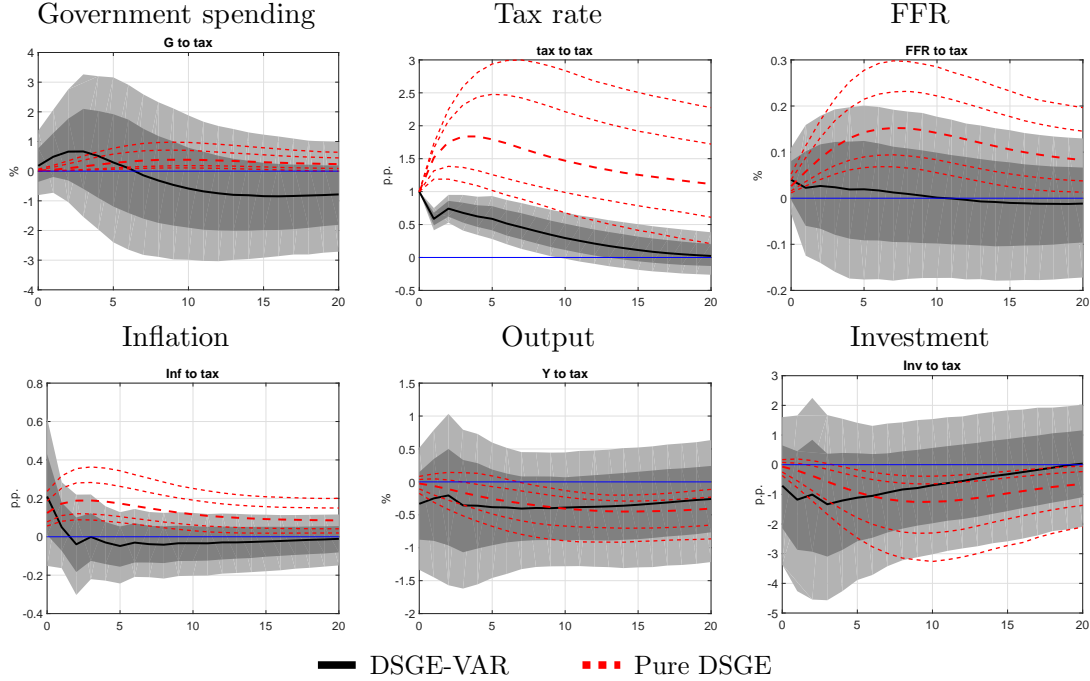 Government spending Tax rate FFR
G to tax tax to tax FFR to tax
4 3 0.3
3 2.5
2 2 0.2
1 1.5 0.1
% 0 p.p. 1 % 0
-1 0.5
-2 0 -0.1
-3
-4 -0.5 -0.2
0 5 10 15 20 0 5 10 15 20 0 5 10 15 20
Inflation Output Investment
Inf to tax Y to tax Inv to tax
0.8 1.5 3
0.6 1 2
0.4 0.5 1
p.p. 0.2 % 0 p.p. 0
0 -0.5 -1
-0.2 -1 -2
-0.4 -1.5 -3
-2 -4
-5
0 5 10 15 20 0 5 10 15 20 0 5 10 15 20
DSGE-VAR Pure DSGE